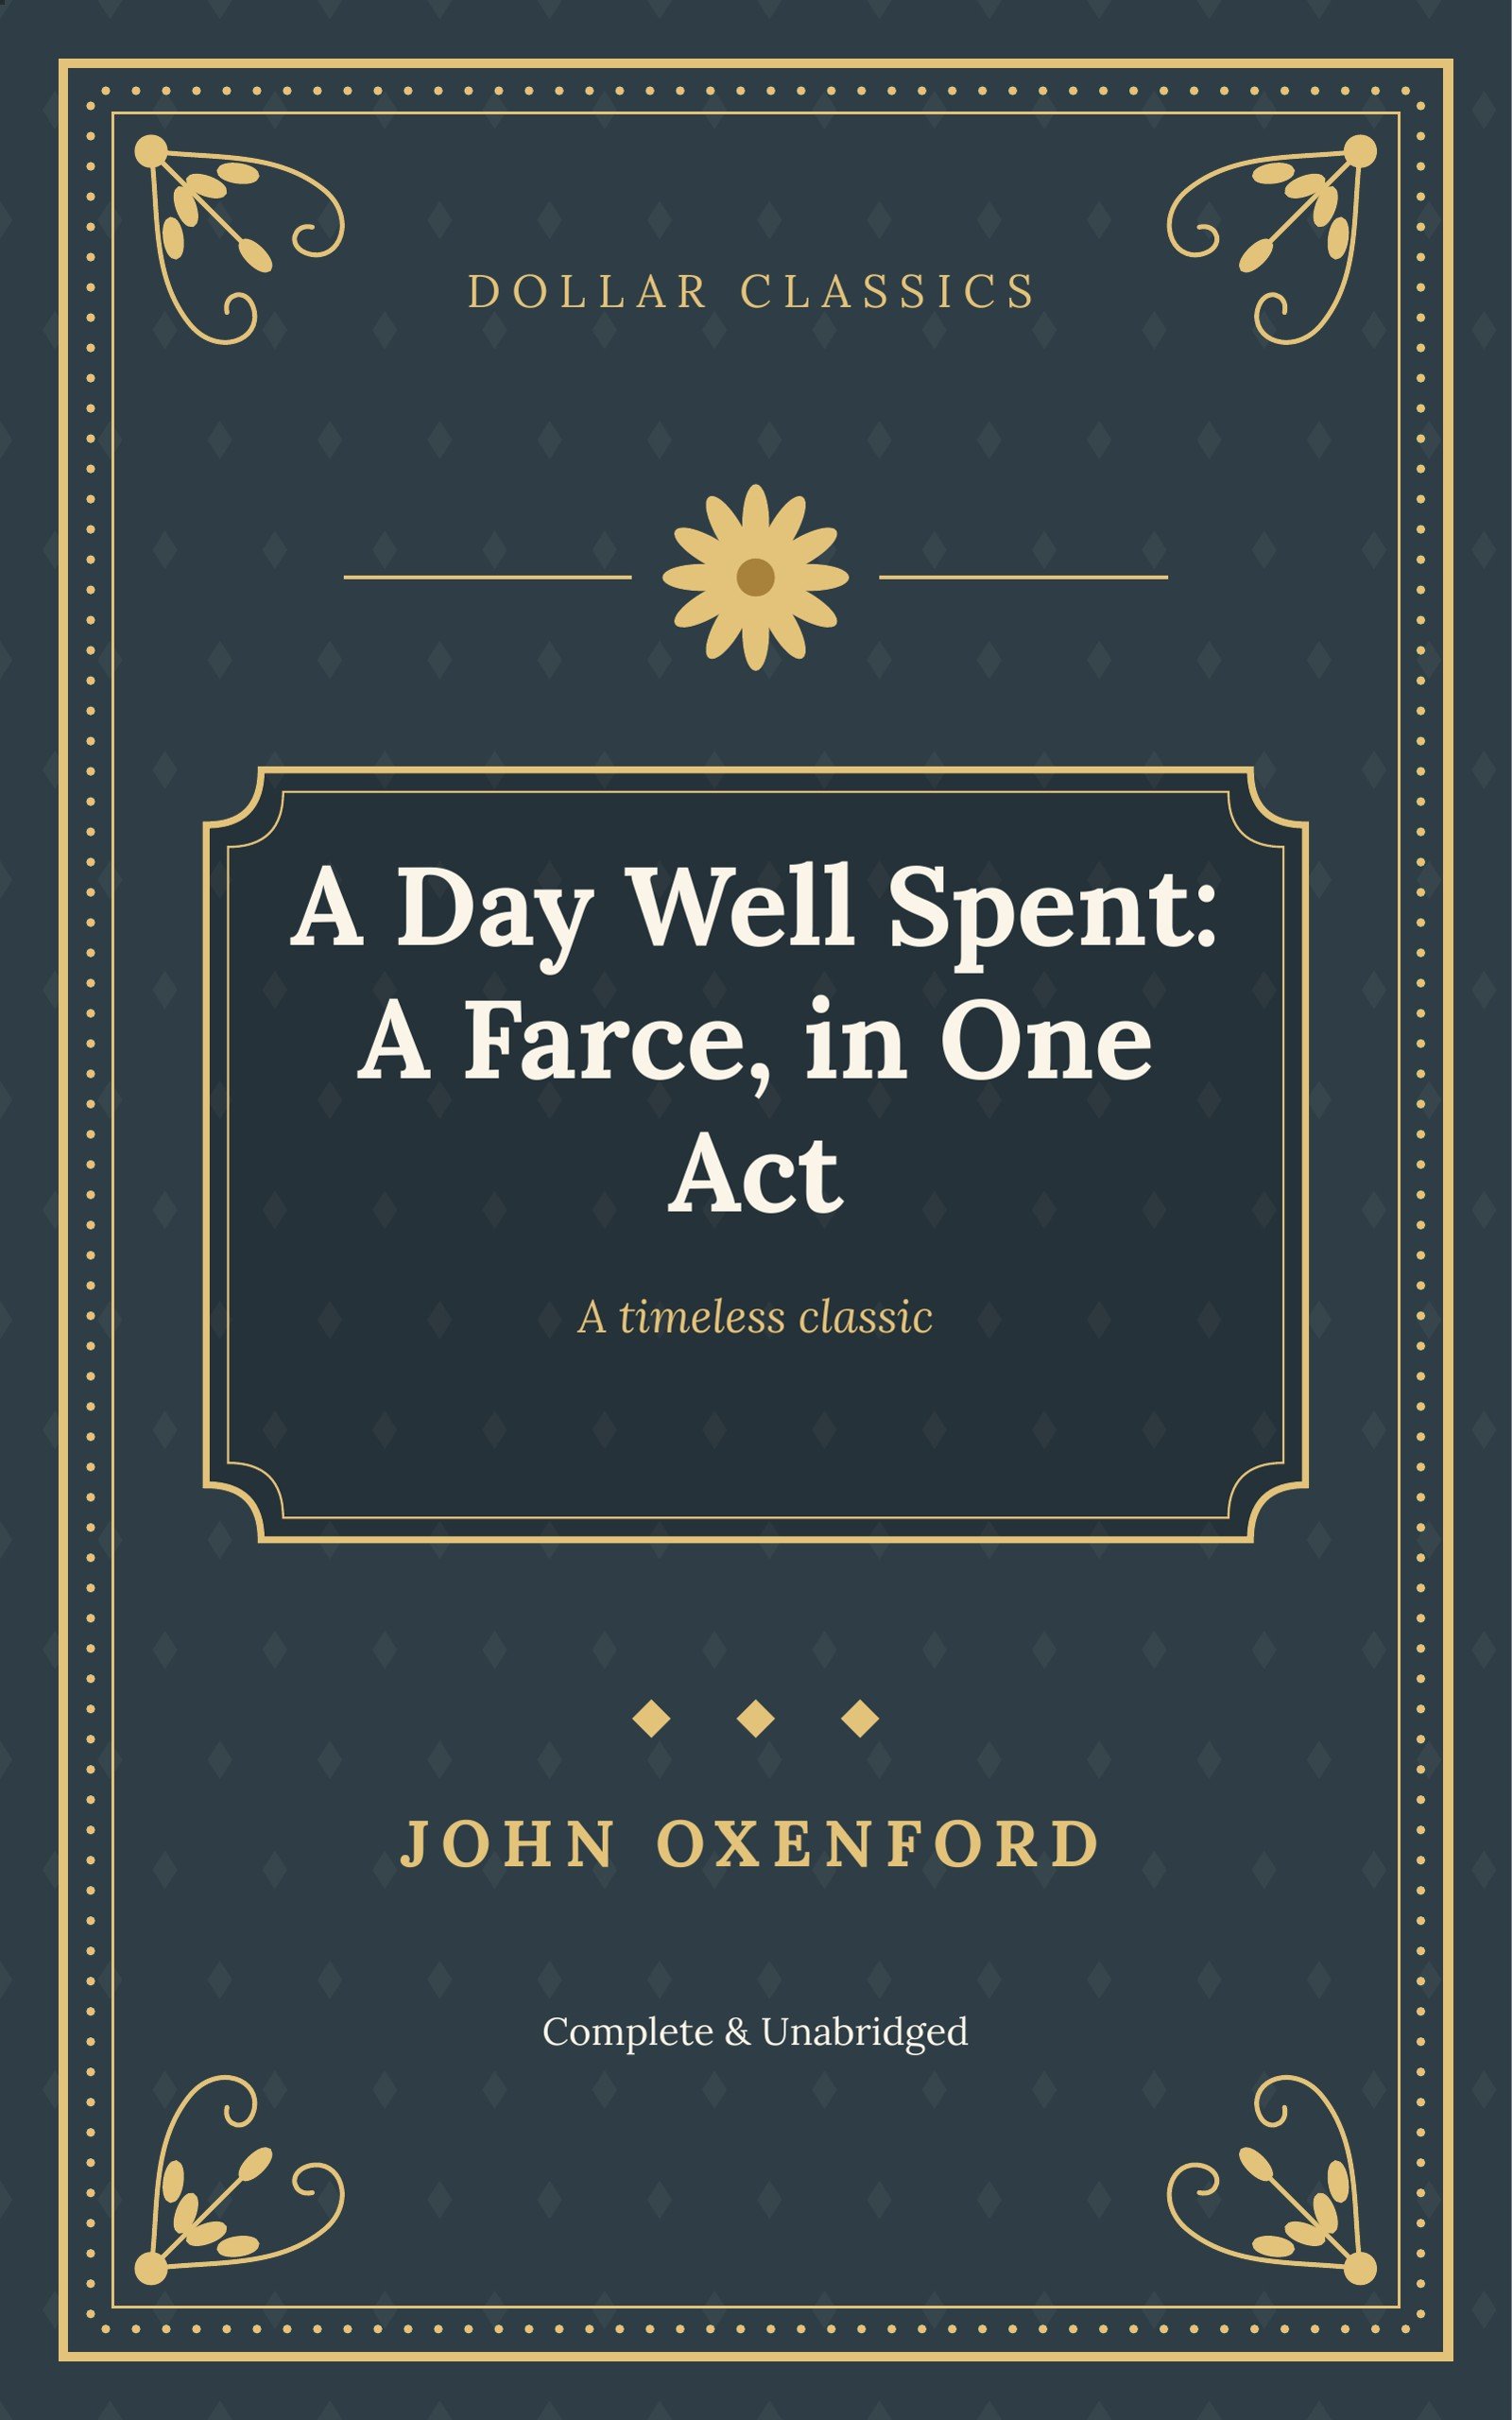 DOLLAR CLASSICS
A Day Well Spent:
A Farce, in One
Act
A timeless classic
JOHN OXENFORD
Complete & Unabridged